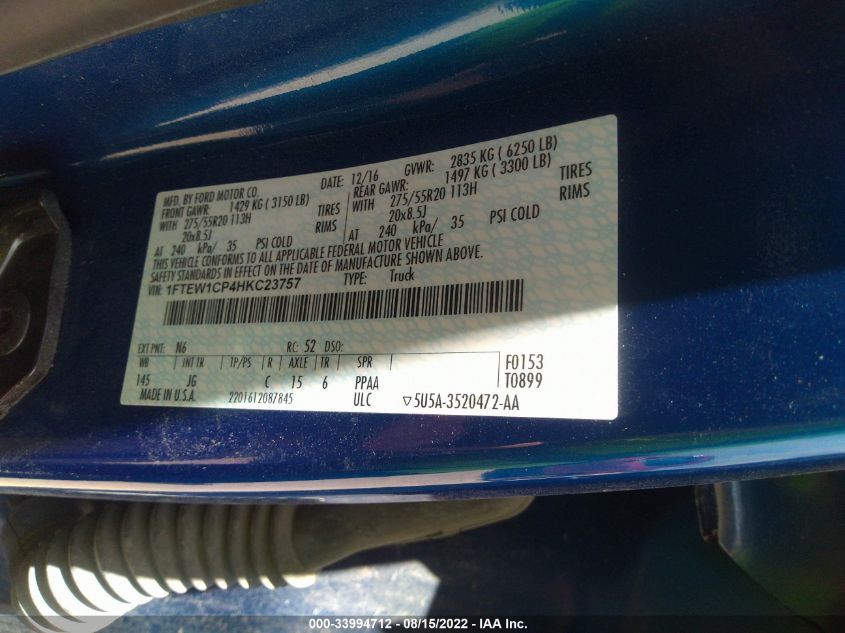 MFD. BY FORD MOTOR CO.
DATE: 12/16 GVWR: 2835 KG ( 6250 LB)
FRONT GAWR: 1429 KG ( 3150 LB) REAR GAWR: 1497 KG ( 3300 LB)
WITH 275/55R20 113H TIRES WITH 275/55R20 113H TIRES
20x8.5J RIMS 20x8.5J RIMS
AT 240 kPa/ 35 PSI COLD AT 240 kPa/ 35 PSI COLD
THIS VEHICLE CONFORMS TO ALL APPLICABLE FEDERAL MOTOR VEHICLE
SAFETY STANDARDS IN EFFECT ON THE DATE OF MANUFACTURE SHOWN ABOVE.
VIN: 1FTEW1CP4HKC23757 TYPE: Truck
EXT PNT: N6 RC: 52 DSO:
WB INT TR TP/PS R AXLE TR SPR
F0153
145 JG C 15 6 PPAA T0899
MADE IN U.S.A. 2201612087845 ULC ▽5U5A-3520472-AA
000-33994712 - 08/15/2022 - IAA Inc.